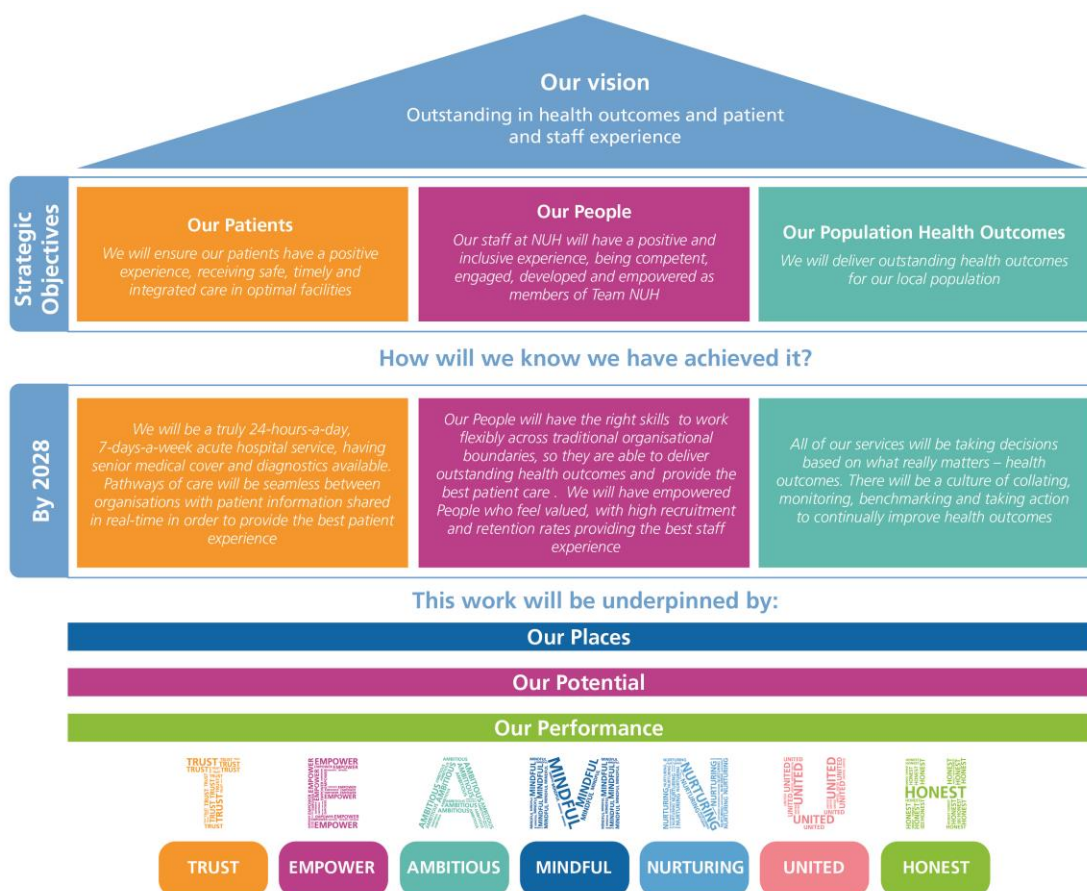 Our vision
Outstanding in health outcomes and patient
and staff experience
Strategic
Objectives
Our Patients
We will ensure our patients have a positive
experience, receiving safe, timely and
integrated care in optimal facilities
Our People
Our staff at NUH will have a positive and
inclusive experience, being competent,
engaged, developed and empowered as
members of Team NUH
Our Population Health Outcomes
We will deliver outstanding health outcomes
for our local population
How will we know we have achieved it?
By 2028
We will be a truly 24-hours-a-day,
7-days-a-week acute hospital service, having
senior medical cover and diagnostics available.
Pathways of care will be seamless between
organisations with patient information shared
in real-time in order to provide the best patient
experience
Our People will have the right skills to work
flexibly across traditional organisational
boundaries, so they are able to deliver
outstanding health outcomes and provide the
best patient care . We will have empowered
People who feel valued, with high recruitment
and retention rates providing the best staff
experience
All of our services will be taking decisions
based on what really matters – health
outcomes. There will be a culture of collating,
monitoring, benchmarking and taking action
to continually improve health outcomes
This work will be underpinned by:
Our Places
Our Potential
Our Performance
T E A M N U H
TRUST
EMPOWER
AMBITIOUS
MINDFUL
NURTURING
UNITED
HONEST